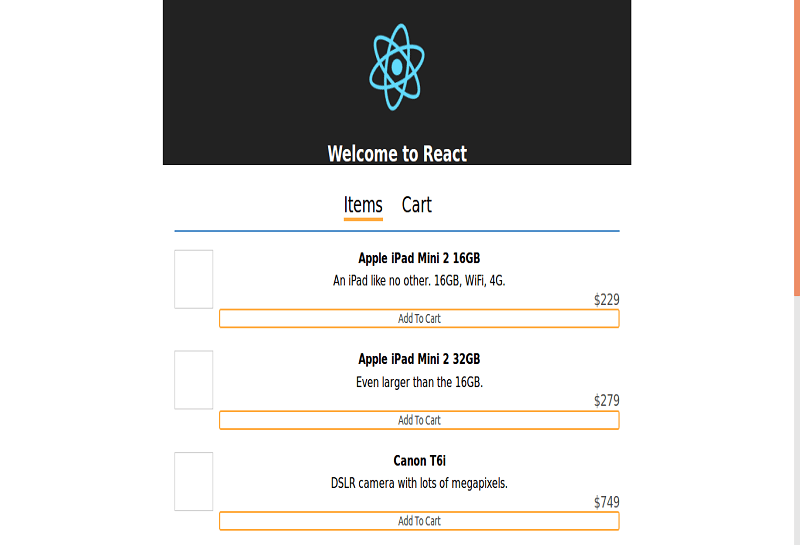 Welcome to React
Items Cart
Apple iPad Mini 2 16GB
An iPad like no other. 16GB, WiFi, 4G.
$229
Add To Cart
Apple iPad Mini 2 32GB
Even larger than the 16GB.
$279
Add To Cart
Canon T6i
DSLR camera with lots of megapixels.
$749
Add To Cart